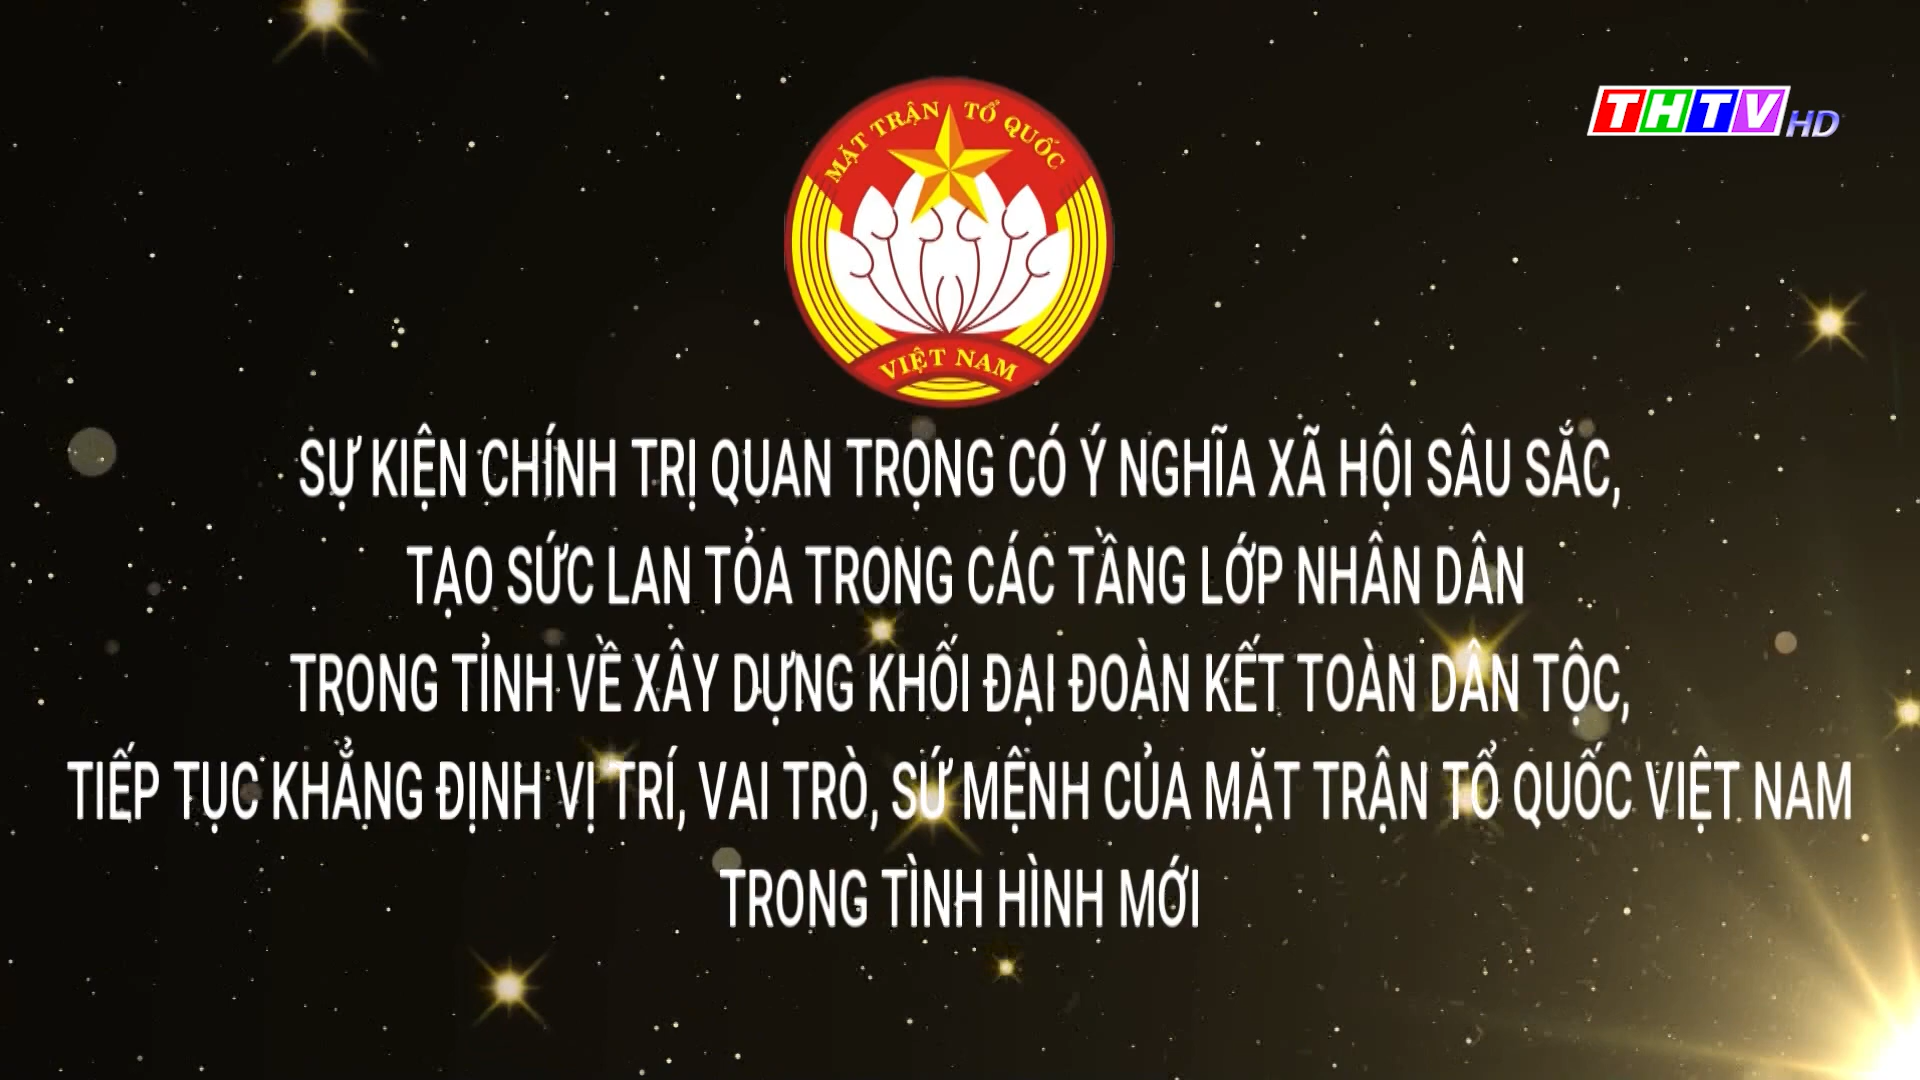 THTV HD
MẶT TRẬN TỔ QUỐC
VIỆT NAM
SỰ KIỆN CHÍNH TRỊ QUAN TRỌNG CÓ Ý NGHĨA XÃ HỘI SÂU SẮC,
TẠO SỨC LAN TỎA TRONG CÁC TẦNG LỚP NHÂN DÂN
TRONG TỈNH VỀ XÂY DỰNG KHỐI ĐẠI ĐOÀN KẾT TOÀN DÂN TỘC,
TIẾP TỤC KHẲNG ĐỊNH VỊ TRÍ, VAI TRÒ, SỨ MỆNH CỦA MẶT TRẬN TỔ QUỐC VIỆT NAM
TRONG TÌNH HÌNH MỚI